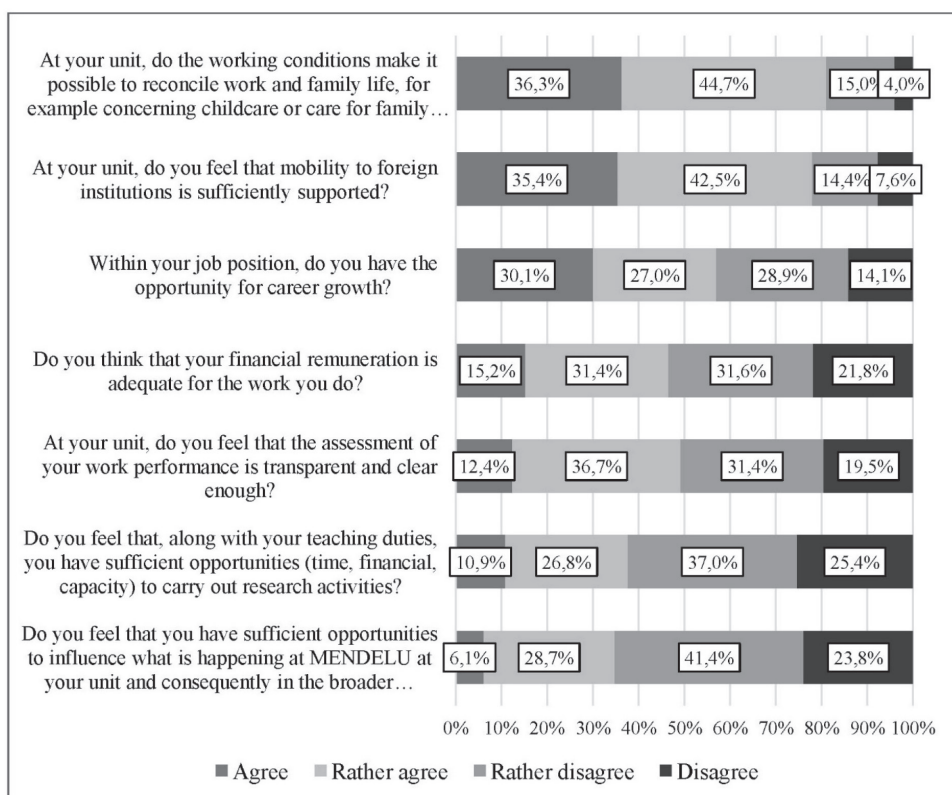 At your unit, do the working conditions make it
possible to reconcile work and family life, for
example concerning childcare or care for family…
36,3% 44,7% 15,0% 4,0%
At your unit, do you feel that mobility to foreign
institutions is sufficiently supported?
35,4% 42,5% 14,4% 7,6%
Within your job position, do you have the
opportunity for career growth?
30,1% 27,0% 28,9% 14,1%
Do you think that your financial remuneration is
adequate for the work you do?
15,2% 31,4% 31,6% 21,8%
At your unit, do you feel that the assessment of
your work performance is transparent and clear
enough?
12,4% 36,7% 31,4% 19,5%
Do you feel that, along with your teaching duties,
you have sufficient opportunities (time, financial,
capacity) to carry out research activities?
10,9% 26,8% 37,0% 25,4%
Do you feel that you have sufficient opportunities
to influence what is happening at MENDELU at
your unit and consequently in the broader…
6,1% 28,7% 41,4% 23,8%
0% 10% 20% 30% 40% 50% 60% 70% 80% 90% 100%
Agree Rather agree Rather disagree Disagree